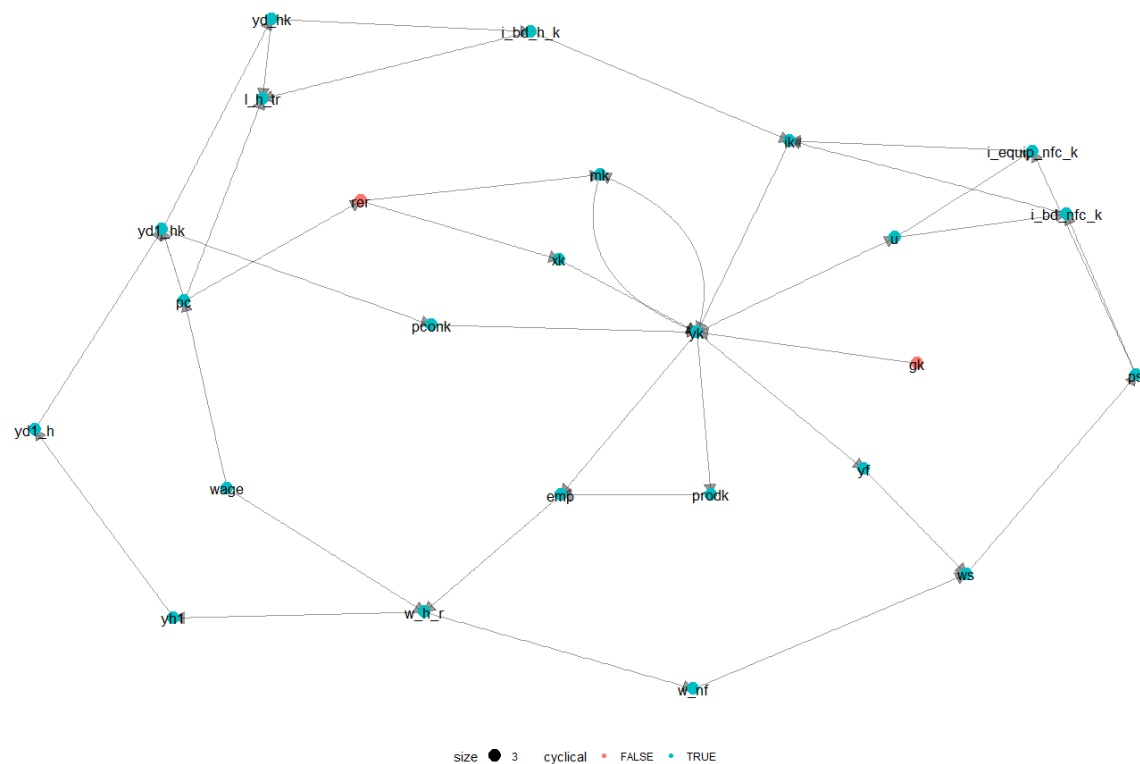 yd_hk
i_bd_h_k
l_h_tr
ik
i_equip_nfc_k
mk
rer
i_bd_nfc_k
yd1_hk
u
xk
pc
pconk
yk
gk
ps
yd1_h
wage
emp
prodk
yf
ws
yh1
w_h_r
w_nf
size 3 cyclical FALSE TRUE